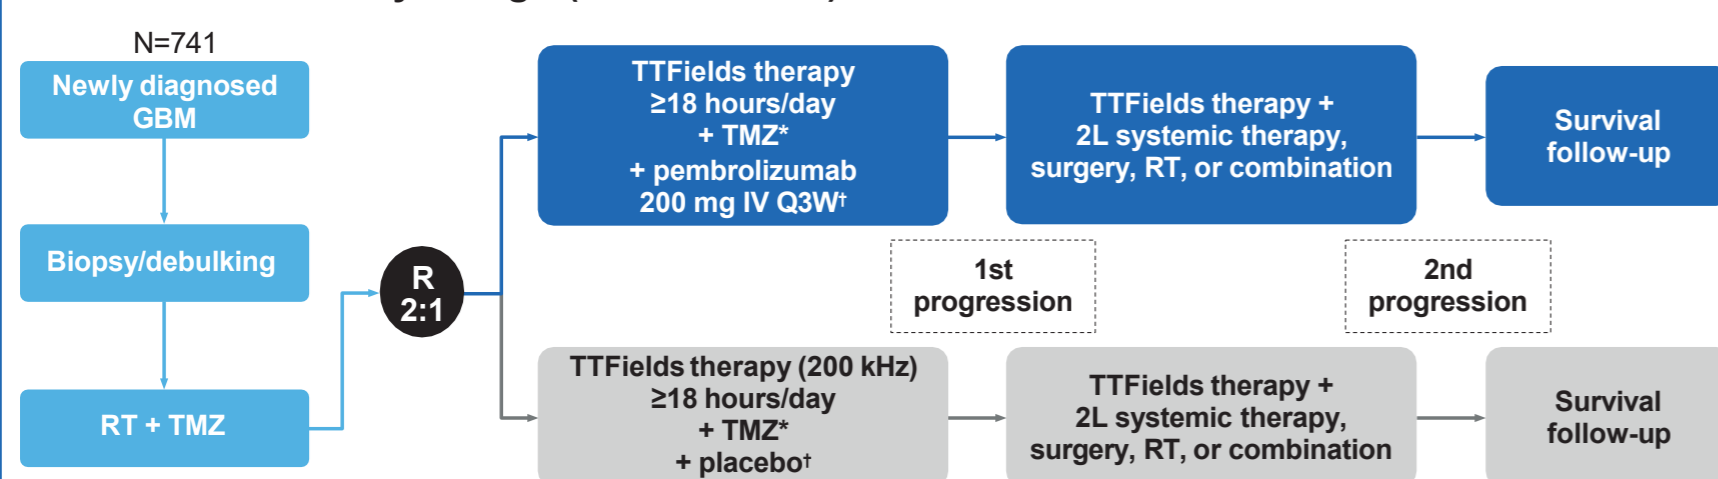 N=741
Newly diagnosed
GBM
Biopsy/debulking
RT + TMZ
R
2:1
TTFields therapy
≥18 hours/day
+ TMZ*
+ pembrolizumab
200 mg IV Q3W†
TTFields therapy +
2L systemic therapy,
surgery, RT, or combination
Survival
follow-up
1st
progression
2nd
progression
TTFields therapy (200 kHz)
≥18 hours/day
+ TMZ*
+ placebo†
TTFields therapy +
2L systemic therapy,
surgery, RT, or combination
Survival
follow-up